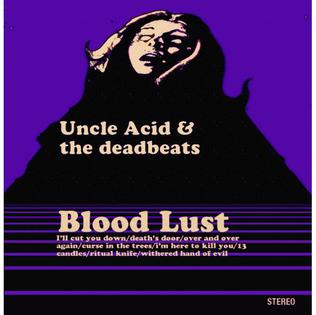 Uncle Acid &
the deadbeats
Blood Lust
I'll cut you down/death's door/over and over
again/curse in the trees/i'm here to kill you/13
candles/ritual knife/withered hand of evil
STEREO